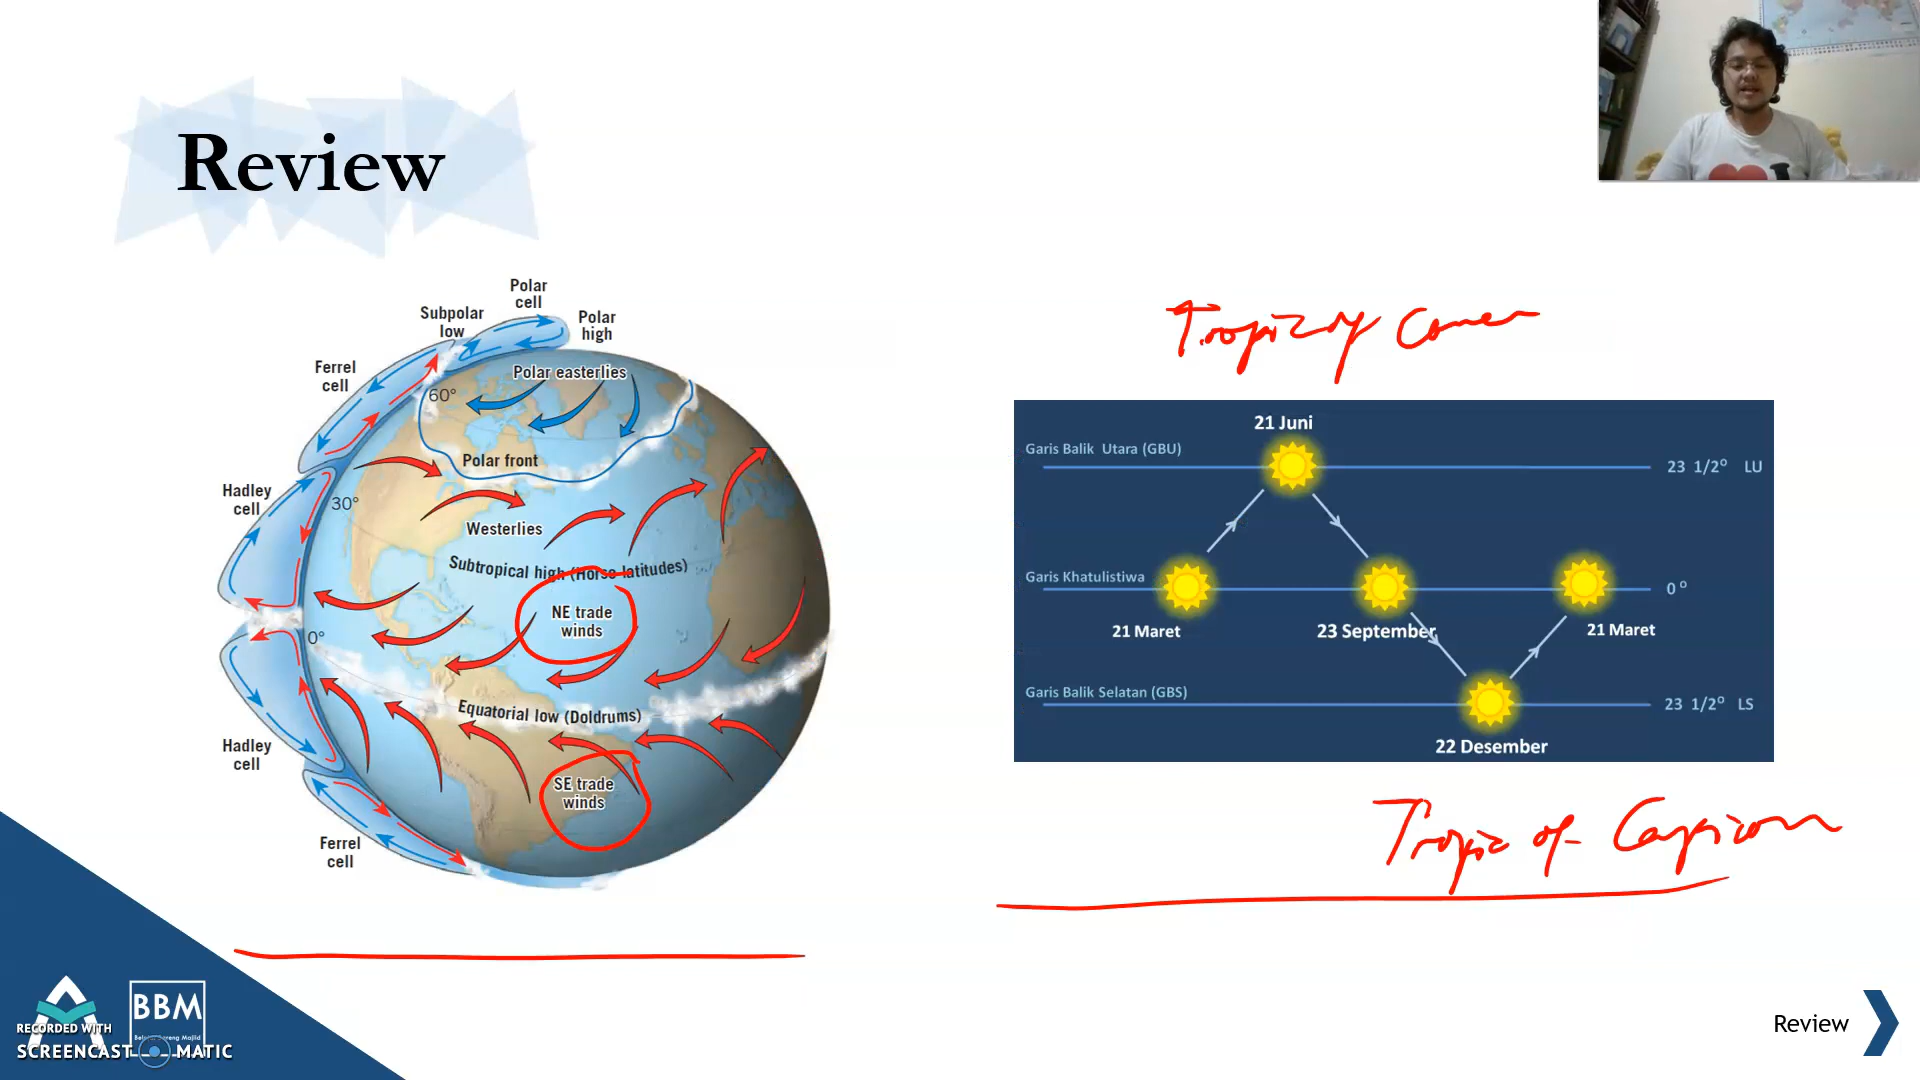 Review
Polar
cell
Subpolar
low
Polar
high
Ferrel
cell
Polar easterlies
60°
Polar front
Hadley
cell
30°
Westerlies
Subtropical high (Horse latitudes)
NE trade
winds
0°
Equatorial low (Doldrums)
Hadley
cell
SE trade
winds
Ferrel
cell
Tropic of Cancer
21 Juni
Garis Balik Utara (GBU)
23 1/2° LU
Garis Khatulistiwa
0°
21 Maret
23 September
21 Maret
Garis Balik Selatan (GBS)
23 1/2° LS
22 Desember
Tropic of Capricorn
BBM
RECORDED WITH
SCREENCAST MATIC
Review